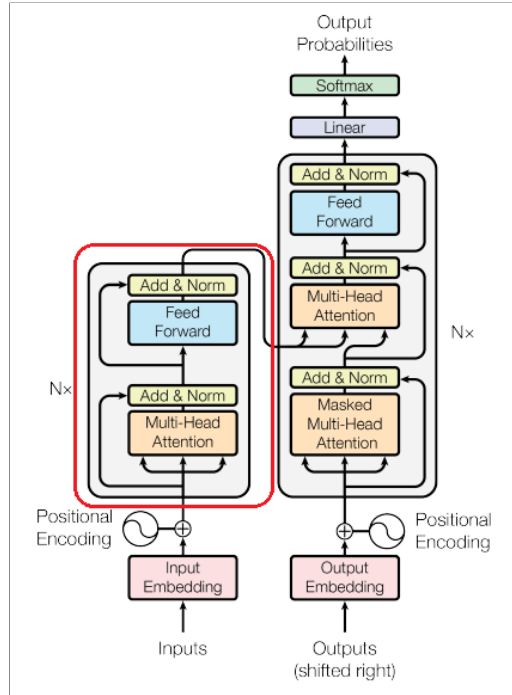 Output
Probabilities
Softmax
Linear
Add & Norm
Feed
Forward
Add & Norm
Multi-Head
Attention
Add & Norm
Masked
Multi-Head
Attention
N×
Add & Norm
Feed
Forward
N×
Add & Norm
Multi-Head
Attention
Positional
Encoding
Positional
Encoding
Input
Embedding
Output
Embedding
Inputs
Outputs
(shifted right)